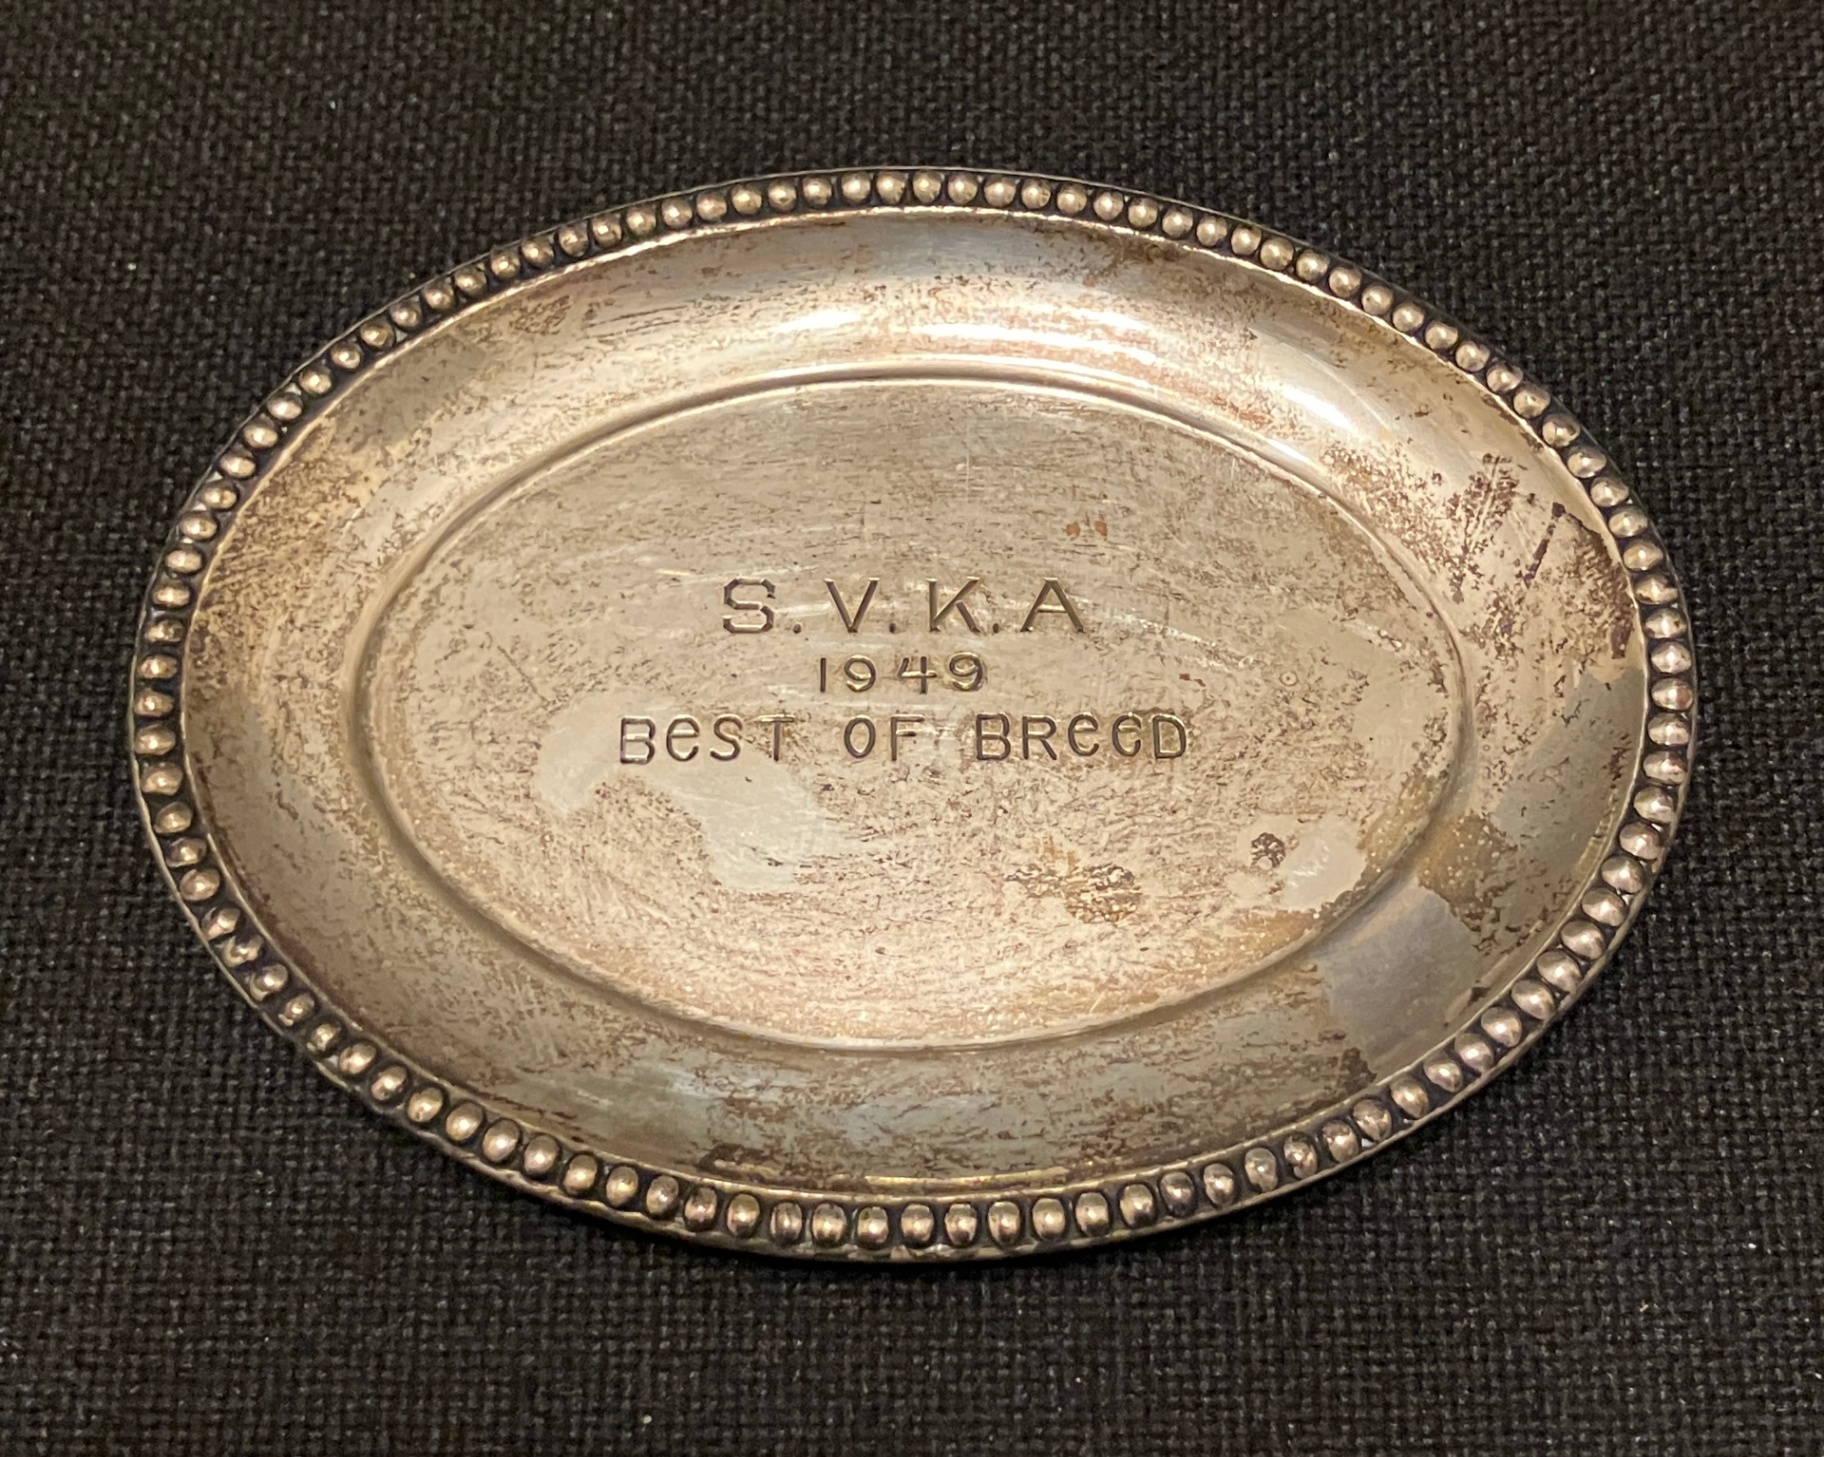 S.V.K.A
1949
BeST OF BReeD